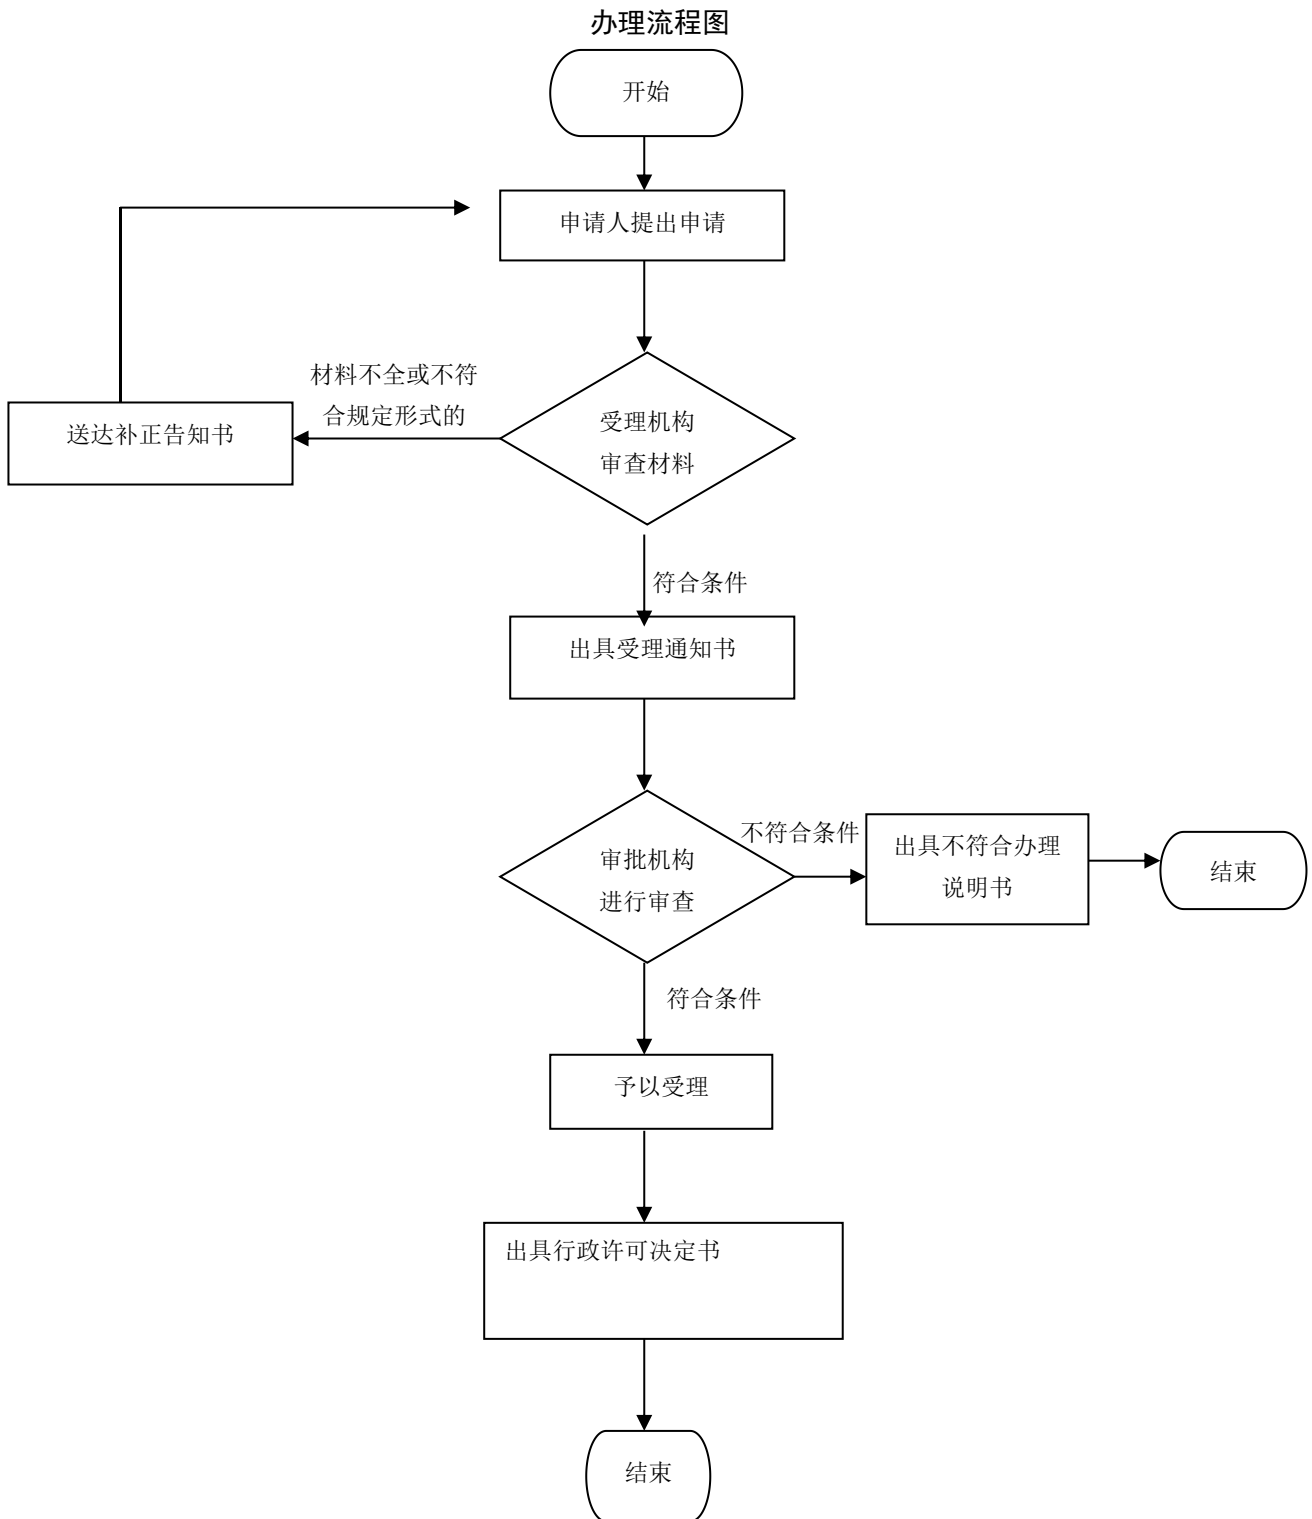 办理流程图
开始
申请人提出申请
材料不全或不符
合规定形式的
送达补正告知书
受理机构
审查材料
符合条件
出具受理通知书
审批机构
进行审查
不符合条件
出具不符合办理
说明书
结束
符合条件
予以受理
出具行政许可决定书
结束